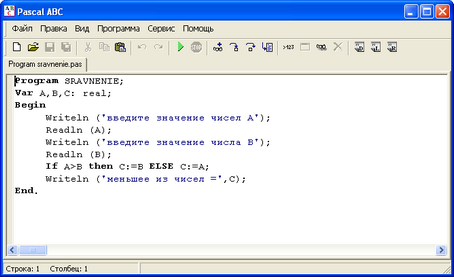 Pascal ABC
Файл Правка Вид Программа Сервис Помощь
Program sravnenie.pas
Program SRAVNENIE;
Var A,B,C: real;
Begin
Writeln ('введите значение чисел A');
Readln (A);
Writeln ('введите значение числа B');
Readln (B);
If A>B then C:=B ELSE C:=A;
Writeln ('меньшее из чисел =',C);
End.
Строка: 1 Столбец: 1